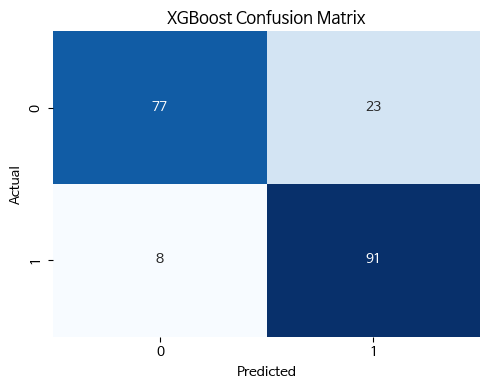 XGBoost Confusion Matrix
Actual
0
77
23
1
8
91
0
1
Predicted